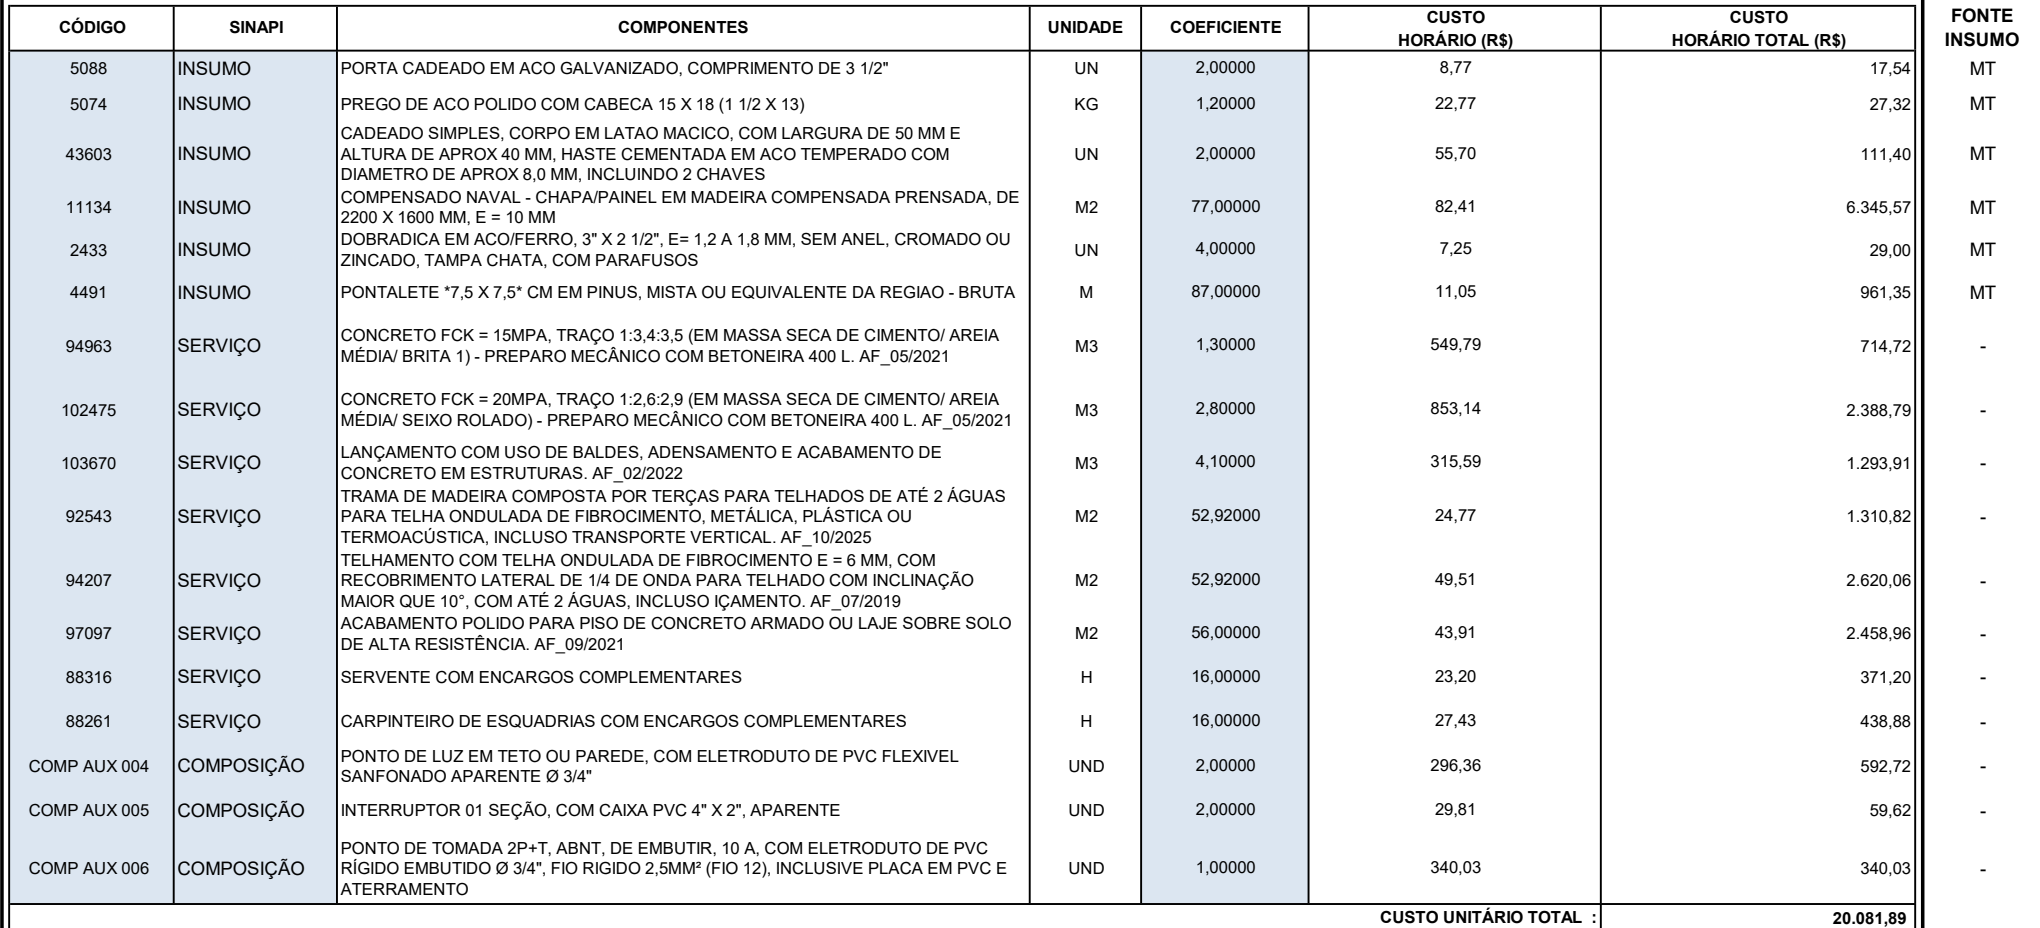 CÓDIGO SINAPI COMPONENTES UNIDADE COEFICIENTE CUSTO HORÁRIO (R$) CUSTO HORÁRIO TOTAL (R$) FONTE INSUMO
5088 INSUMO PORTA CADEADO EM ACO GALVANIZADO, COMPRIMENTO DE 3 1/2" UN 2,00000 8,77 17,54 MT
5074 INSUMO PREGO DE ACO POLIDO COM CABECA 15 X 18 (1 1/2 X 13) KG 1,20000 22,77 27,32 MT
43603 INSUMO CADEADO SIMPLES, CORPO EM LATAO MACICO, COM LARGURA DE 50 MM E
ALTURA DE APROX 40 MM, HASTE CEMENTADA EM ACO TEMPERADO COM
DIAMETRO DE APROX 8,0 MM, INCLUINDO 2 CHAVES UN 2,00000 55,70 111,40 MT
11134 INSUMO COMPENSADO NAVAL - CHAPA/PAINEL EM MADEIRA COMPENSADA PRENSADA, DE
2200 X 1600 MM, E = 10 MM M2 77,00000 82,41 6.345,57 MT
2433 INSUMO DOBRADICA EM ACO/FERRO, 3" X 2 1/2", E= 1,2 A 1,8 MM, SEM ANEL, CROMADO OU
ZINCADO, TAMPA CHATA, COM PARAFUSOS UN 4,00000 7,25 29,00 MT
4491 INSUMO PONTALETE *7,5 X 7,5* CM EM PINUS, MISTA OU EQUIVALENTE DA REGIAO - BRUTA M 87,00000 11,05 961,35 MT
94963 SERVIÇO CONCRETO FCK = 15MPA, TRAÇO 1:3,4:3,5 (EM MASSA SECA DE CIMENTO/ AREIA
MÉDIA/ BRITA 1) - PREPARO MECÂNICO COM BETONEIRA 400 L. AF_05/2021 M3 1,30000 549,79 714,72 -
102475 SERVIÇO CONCRETO FCK = 20MPA, TRAÇO 1:2,6:2,9 (EM MASSA SECA DE CIMENTO/ AREIA
MÉDIA/ SEIXO ROLADO) - PREPARO MECÂNICO COM BETONEIRA 400 L. AF_05/2021 M3 2,80000 853,14 2.388,79 -
103670 SERVIÇO LANÇAMENTO COM USO DE BALDES, ADENSAMENTO E ACABAMENTO DE
CONCRETO EM ESTRUTURAS. AF_02/2022 M3 4,10000 315,59 1.293,91 -
92543 SERVIÇO TRAMA DE MADEIRA COMPOSTA POR TERÇAS PARA TELHADOS DE ATÉ 2 ÁGUAS
PARA TELHA ONDULADA DE FIBROCIMENTO, METÁLICA, PLÁSTICA OU
TERMOACÚSTICA, INCLUSO TRANSPORTE VERTICAL. AF_10/2025 M2 52,92000 24,77 1.310,82 -
94207 SERVIÇO TELHAMENTO COM TELHA ONDULADA DE FIBROCIMENTO E = 6 MM, COM
RECOBRIMENTO LATERAL DE 1/4 DE ONDA PARA TELHADO COM INCLINAÇÃO
MAIOR QUE 10°, COM ATÉ 2 ÁGUAS, INCLUSO IÇAMENTO. AF_07/2019 M2 52,92000 49,51 2.620,06 -
97097 SERVIÇO ACABAMENTO POLIDO PARA PISO DE CONCRETO ARMADO OU LAJE SOBRE SOLO
DE ALTA RESISTÊNCIA. AF_09/2021 M2 56,00000 43,91 2.458,96 -
88316 SERVIÇO SERVENTE COM ENCARGOS COMPLEMENTARES H 16,00000 23,20 371,20 -
88261 SERVIÇO CARPINTEIRO DE ESQUADRIAS COM ENCARGOS COMPLEMENTARES H 16,00000 27,43 438,88 -
COMP AUX 004 COMPOSIÇÃO PONTO DE LUZ EM TETO OU PAREDE, COM ELETRODUTO DE PVC FLEXIVEL
SANFONADO APARENTE Ø 3/4" UND 2,00000 296,36 592,72 -
COMP AUX 005 COMPOSIÇÃO INTERRUPTOR 01 SEÇÃO, COM CAIXA PVC 4" X 2", APARENTE UND 2,00000 29,81 59,62 -
COMP AUX 006 COMPOSIÇÃO PONTO DE TOMADA 2P+T, ABNT, DE EMBUTIR, 10 A, COM ELETRODUTO DE PVC
RÍGIDO EMBUTIDO Ø 3/4", FIO RIGIDO 2,5MM² (FIO 12), INCLUSIVE PLACA EM PVC E
ATERRAMENTO UND 1,00000 340,03 340,03 -
CUSTO UNITÁRIO TOTAL : 20.081,89